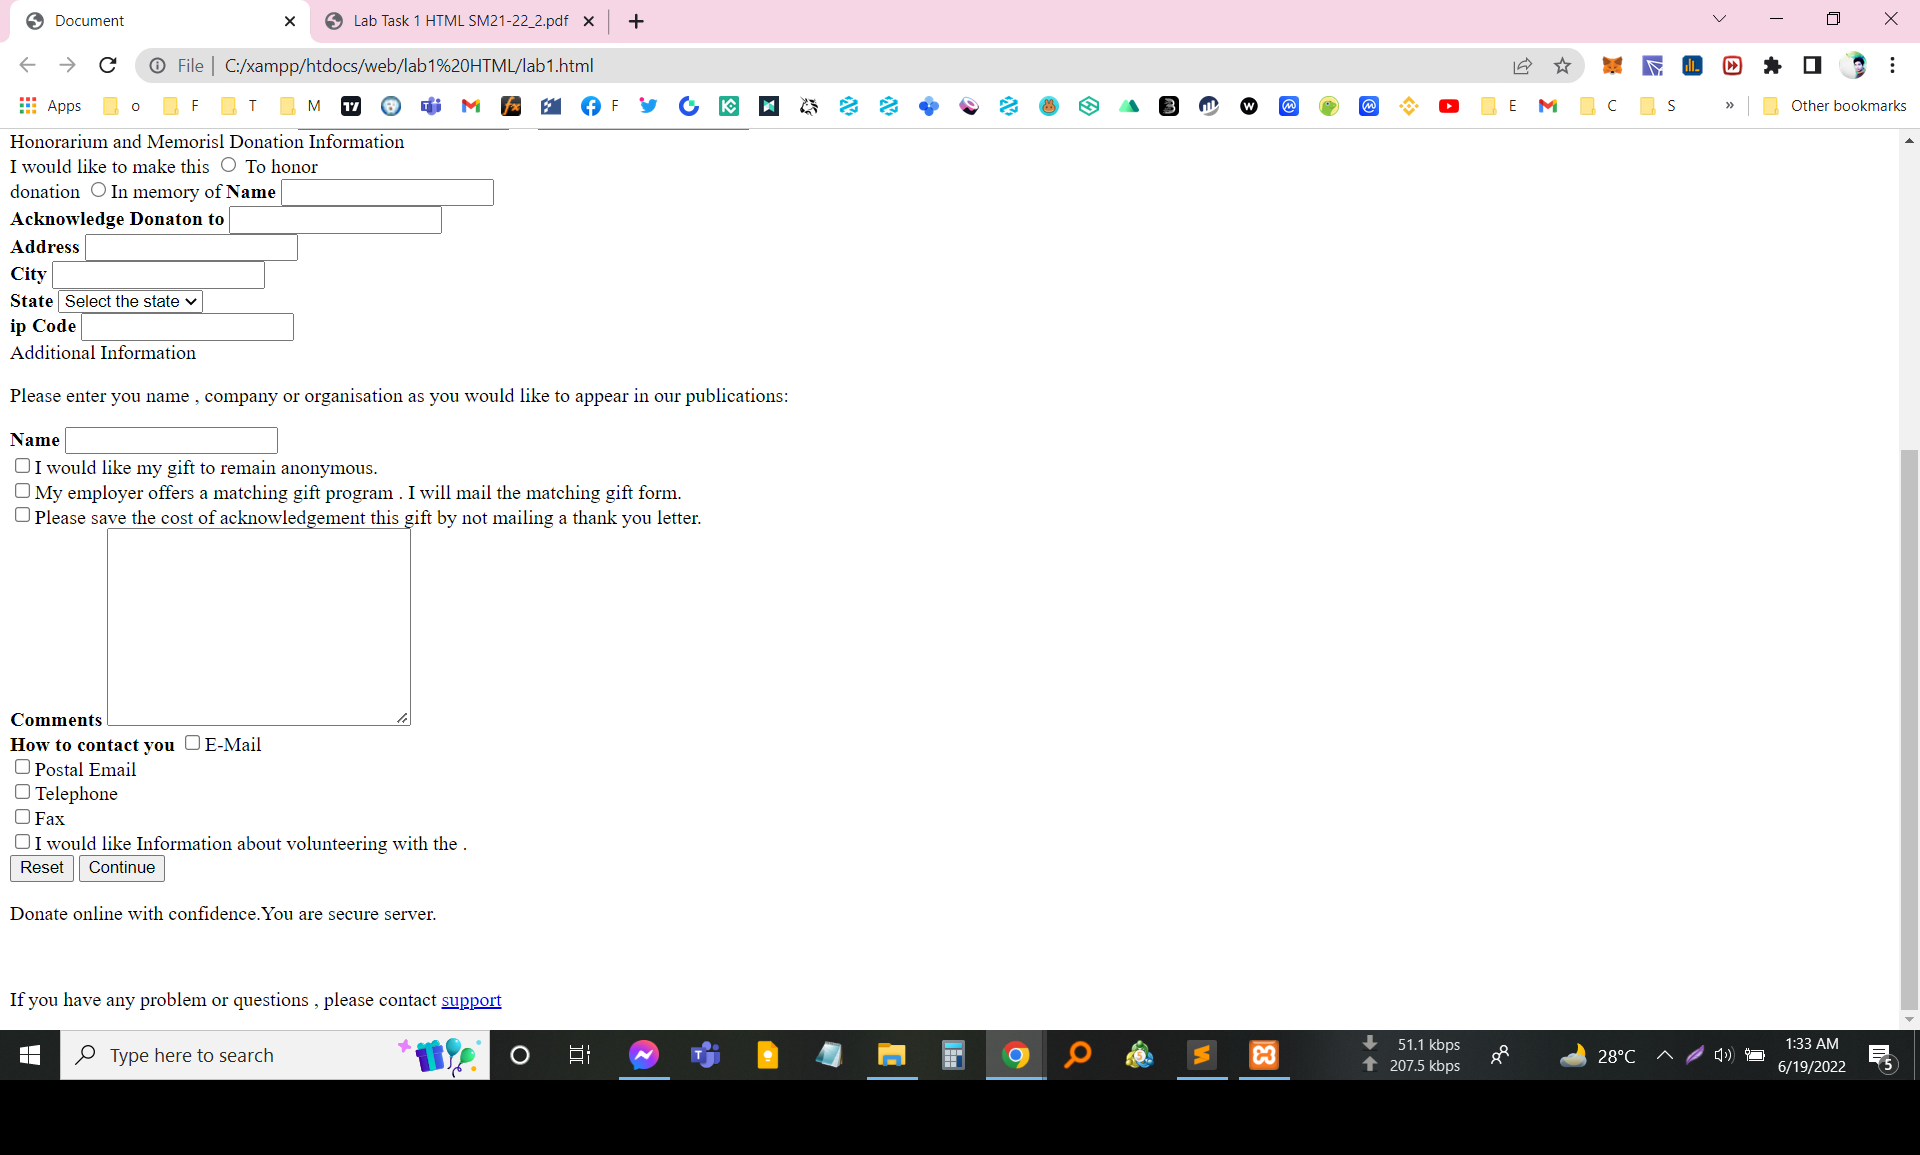 Document
Lab Task 1 HTML SM21-22_2.pdf
File | C:/xampp/htdocs/web/lab1%20HTML/lab1.html
Apps o F T M F E C S » Other bookmarks
Honorarium and Memorisl Donation Information
I would like to make this To honor
donation In memory of Name
Acknowledge Donaton to
Address
City
State Select the state
ip Code
Additional Information
Please enter you name , company or organisation as you would like to appear in our publications:
Name
I would like my gift to remain anonymous.
My employer offers a matching gift program . I will mail the matching gift form.
Please save the cost of acknowledgement this gift by not mailing a thank you letter.
Comments
How to contact you E-Mail
Postal Email
Telephone
Fax
I would like Information about volunteering with the .
Reset Continue
Donate online with confidence.You are secure server.
If you have any problem or questions , please contact support
Type here to search
51.1 kbps
207.5 kbps
28°C
1:33 AM
6/19/2022
5